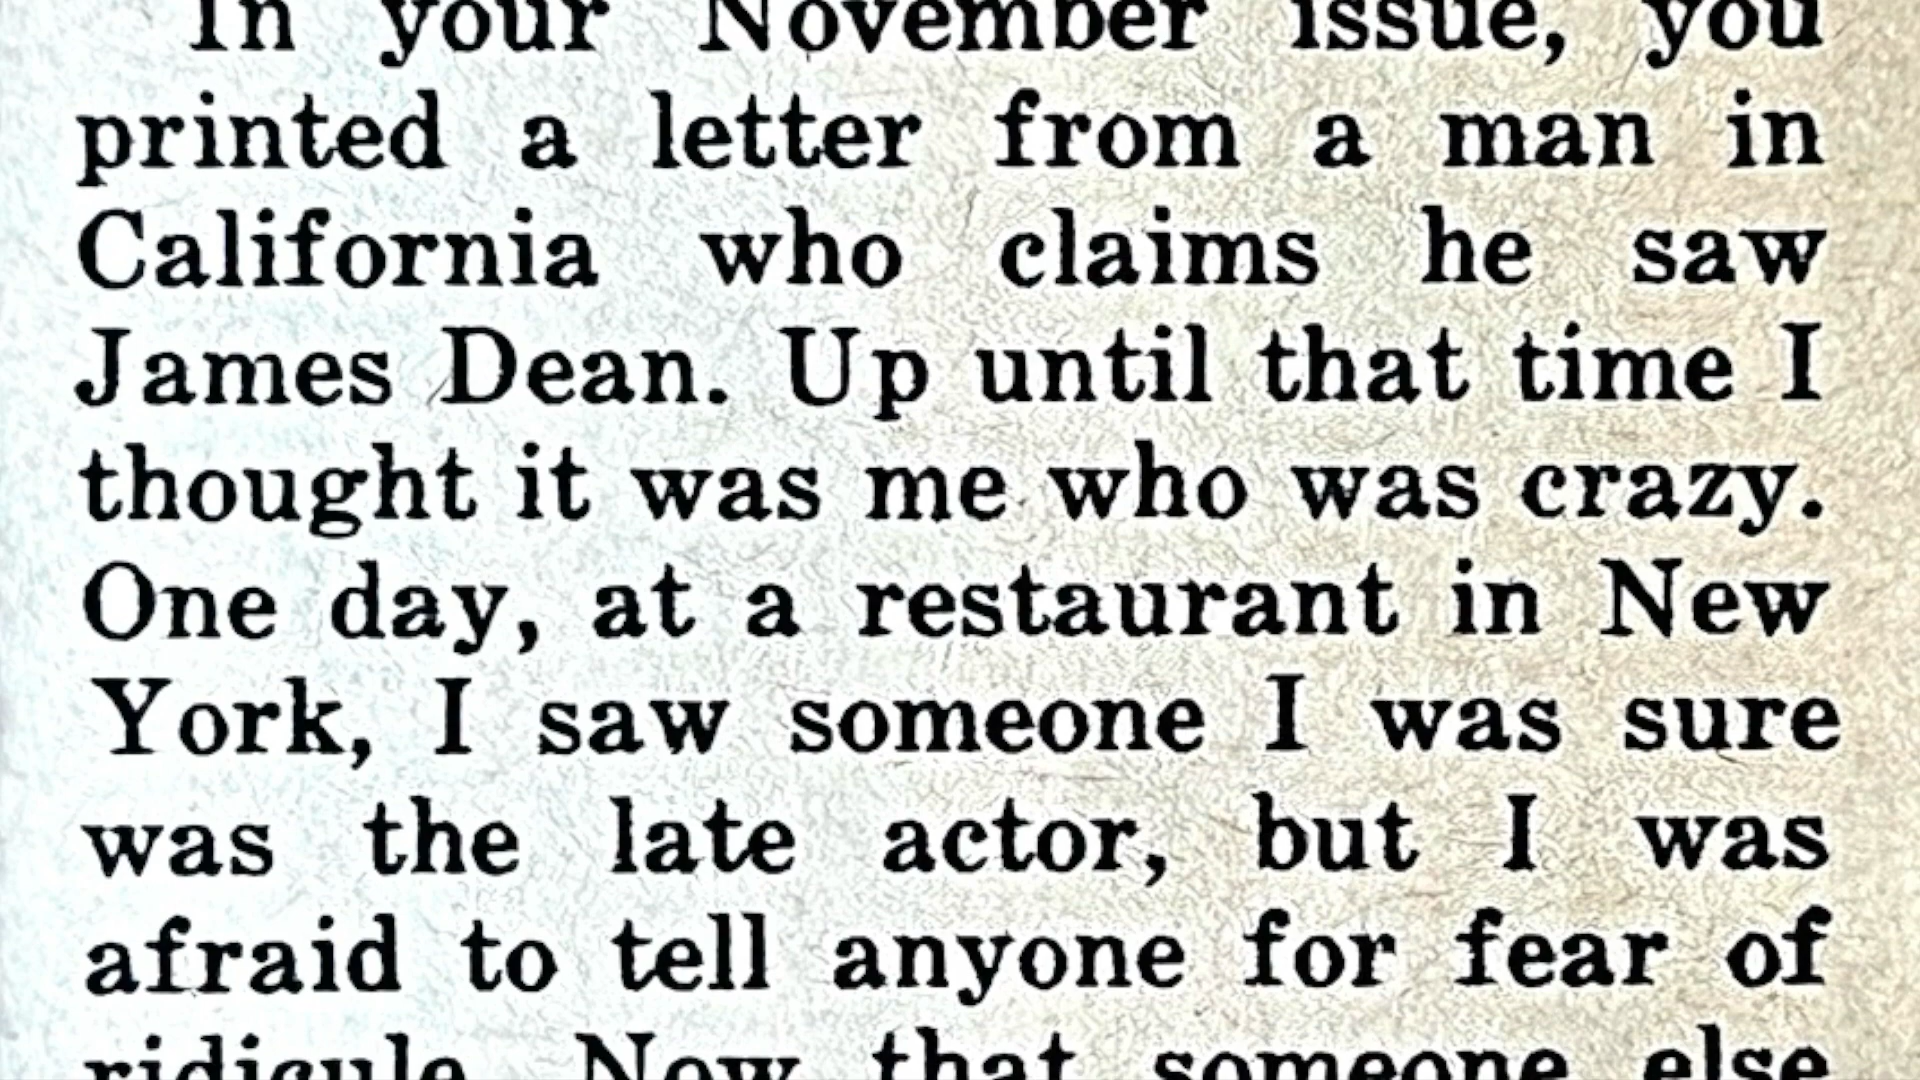 In your November issue, you
printed a letter from a man in
California who claims he saw
James Dean. Up until that time I
thought it was me who was crazy.
One day, at a restaurant in New
York, I saw someone I was sure
was the late actor, but I was
afraid to tell anyone for fear of
ridicule. Now that someone else